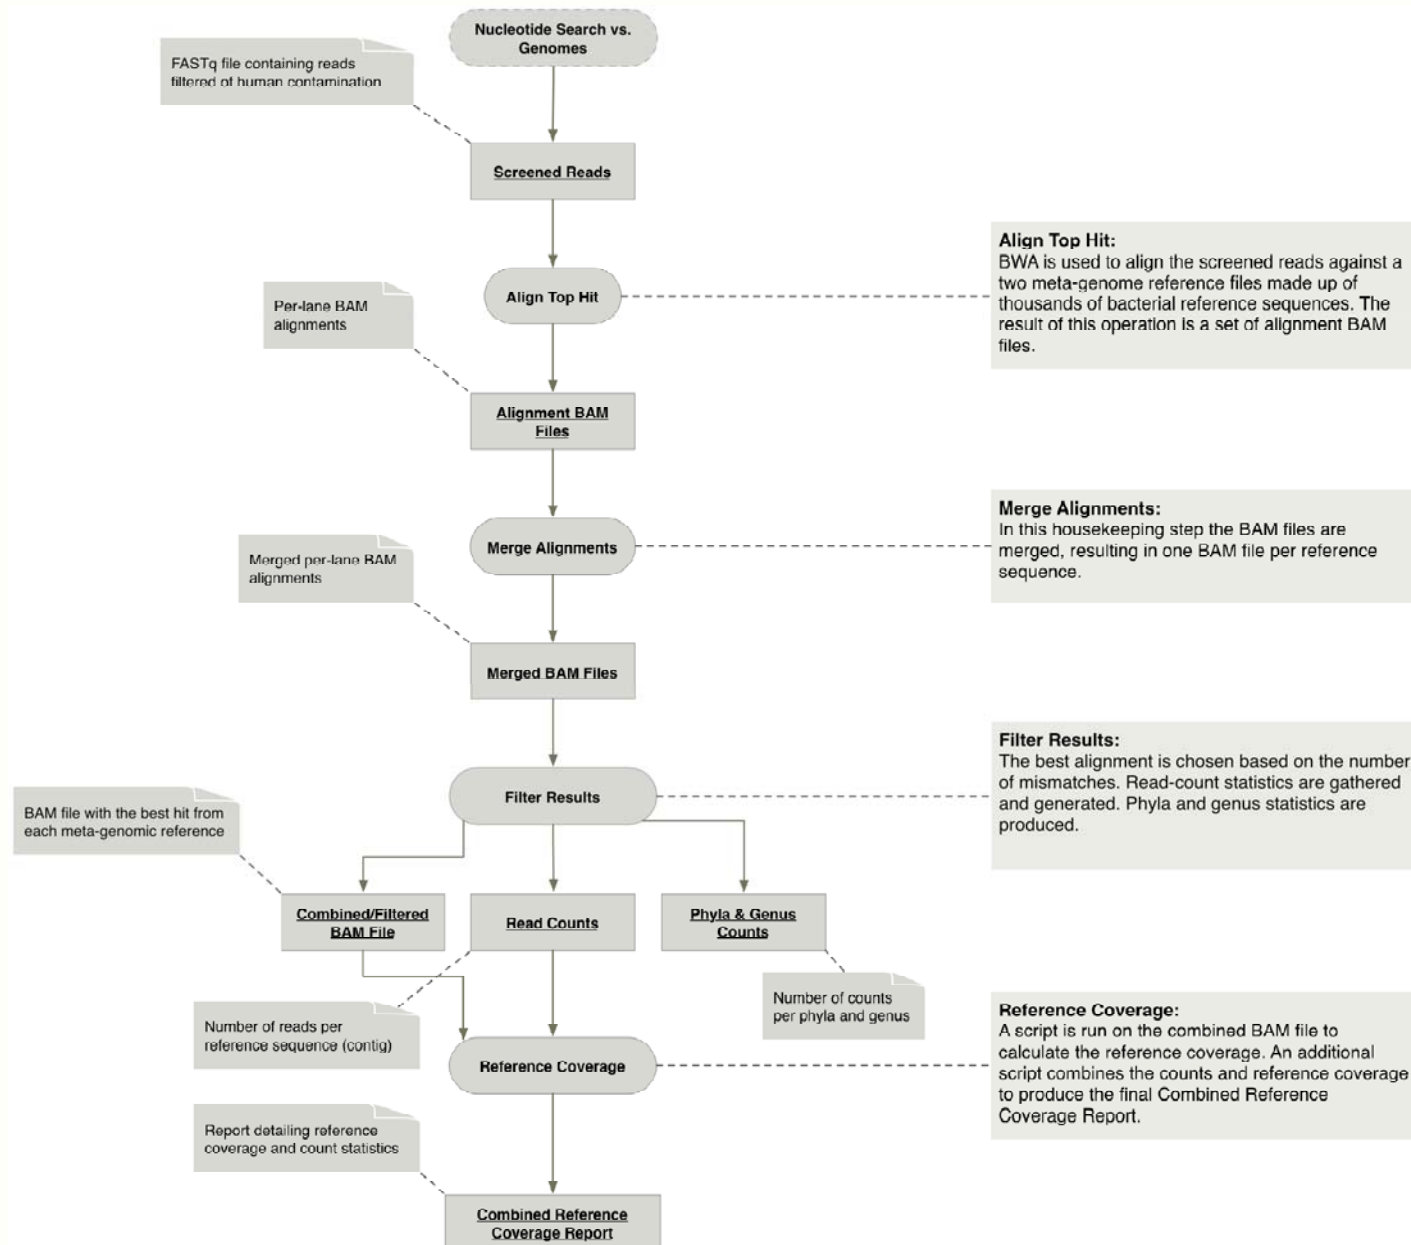 Nucleotide Search vs.
Genomes
FASTq file containing reads
filtered of human contamination
Screened Reads
Align Top Hit:
BWA is used to align the screened reads against a
two meta-genome reference files made up of
thousands of bacterial reference sequences. The
result of this operation is a set of alignment BAM
files.
Align Top Hit
Per-lane BAM
alignments
Alignment BAM
Files
Merge Alignments:
In this housekeeping step the BAM files are
merged, resulting in one BAM file per reference
sequence.
Merge Alignments
Merged per-lane BAM
alignments
Merged BAM Files
Filter Results:
The best alignment is chosen based on the number
of mismatches. Read-count statistics are gathered
and generated. Phyla and genus statistics are
produced.
Filter Results
BAM file with the best hit from
each meta-genomic reference
Combined/Filtered
BAM File
Read Counts
Phyla & Genus
Counts
Number of counts
per phyla and genus
Number of reads per
reference sequence (contig)
Reference Coverage:
A script is run on the combined BAM file to
calculate the reference coverage. An additional
script combines the counts and reference coverage
to produce the final Combined Reference
Coverage Report.
Reference Coverage
Report detailing reference
coverage and count statistics
Combined Reference
Coverage Report